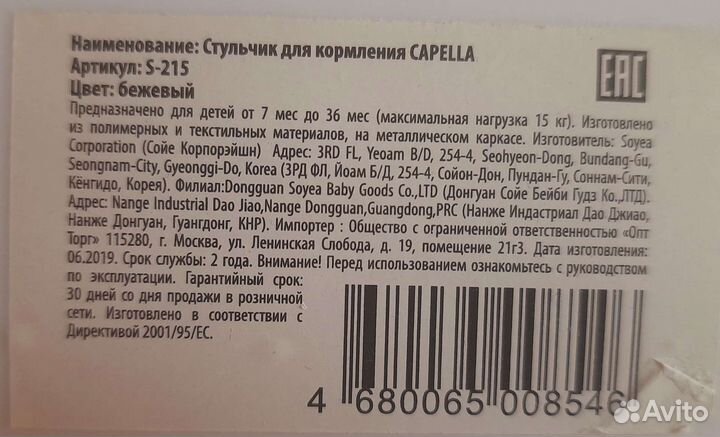 Наименование: Стульчик для кормления CAPELLA
Артикул: S-215
Цвет: бежевый
EAC
Предназначено для детей от 7 мес до 36 мес (максимальная нагрузка 15 кг). Изготовлено
из полимерных и текстильных материалов, на металлическом каркасе. Изготовитель: Soyea
Corporation (Сойе Корпорэйшн) Адрес: 3RD FL, Yeoam B/D, 254-4, Seohyeon-Dong, Bundang-Gu,
Seongnam-City, Gyeonggi-Do, Korea (3РД ФЛ, Йоам Б/Д, 254-4, Сойон-Дон, Пундан-Гу, Соннам-Сити,
Кёнгидо, Корея). Филиал:Dongguan Soyea Baby Goods Co.,LTD (Донгуан Сойе Бейби Гудз Ко.,ЛТД).
Адрес: Nange Industrial Dao Jiao,Nange Dongguan,Guangdong,PRC (Нанже Индастриал Дао Джиао,
Нанже Донгуан, Гуангдонг, КНР). Импортер : Общество с ограниченной ответственностью «Опт
Торг» 115280, г. Москва, ул. Ленинская Слобода, д. 19, помещение 21г3. Дата изготовления:
06.2019. Срок службы: 2 года. Внимание! Перед использованием ознакомьтесь с руководством
по эксплуатации. Гарантийный срок:
30 дней со дня продажи в розничной
сети. Изготовлено в соответствии с
Директивой 2001/95/EC.
4 680065 008546
Avito